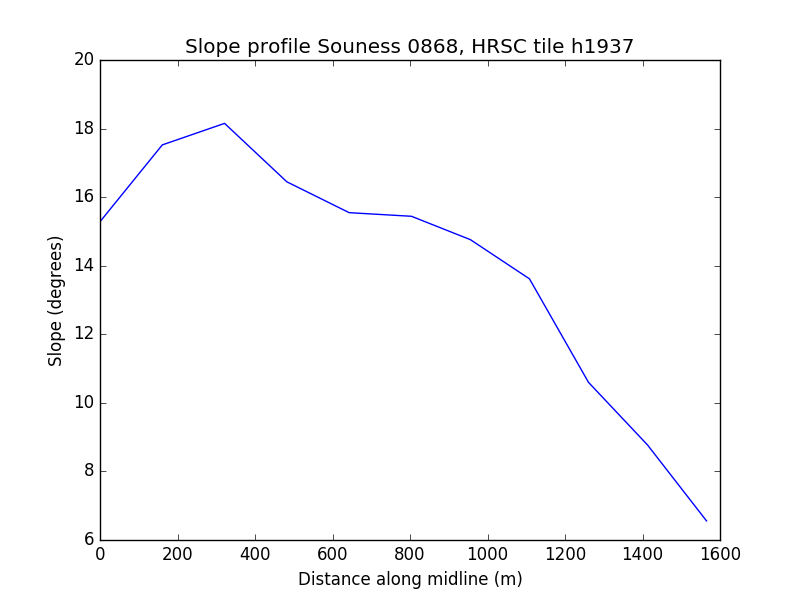 Slope profile Souness 0868, HRSC tile h1937
20
18
16
14
12
10
8
6
Slope (degrees)
0 200 400 600 800 1000 1200 1400 1600
Distance along midline (m)